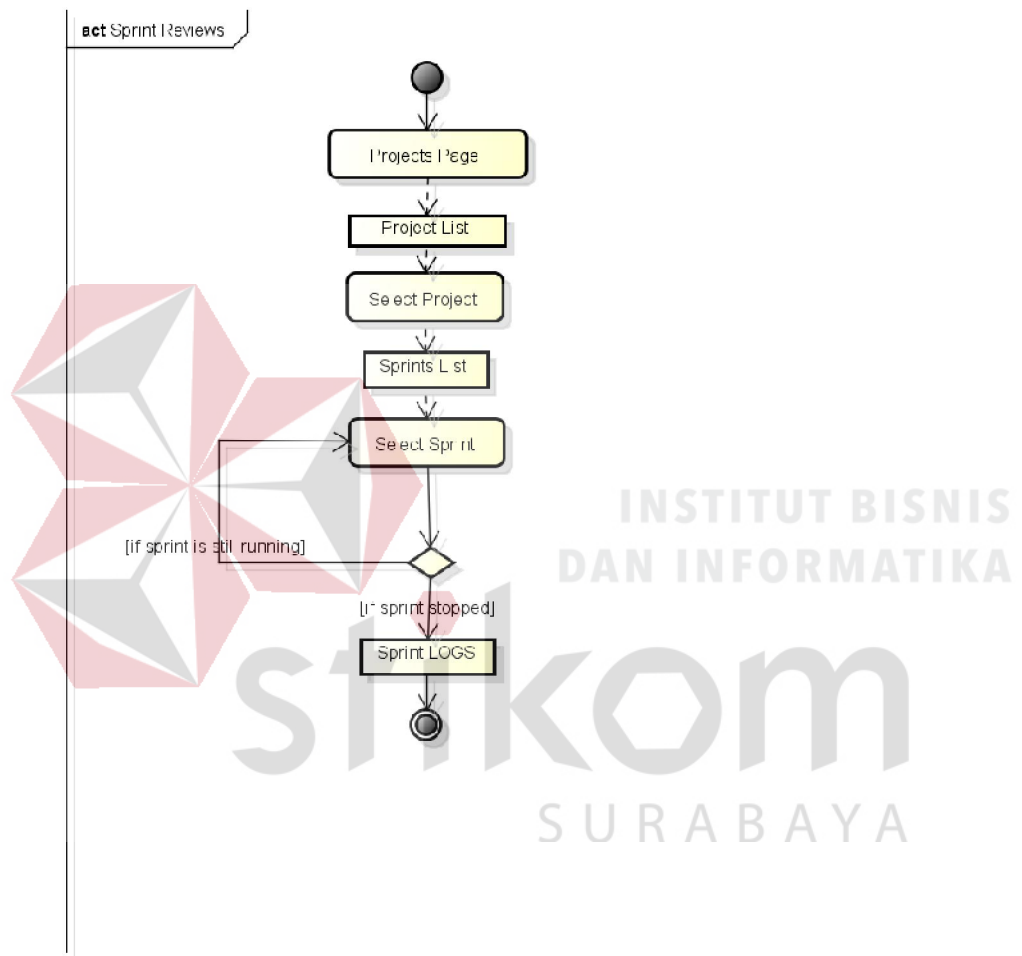 act Sprint Reviews
Projects Page
Project List
Select Project
Sprints List
Select Sprint
[if sprint is still running]
[if sprint stopped]
Sprint LOGS
INSTITUT BISNIS
DAN INFORMATIKA
stikom
SURABAYA